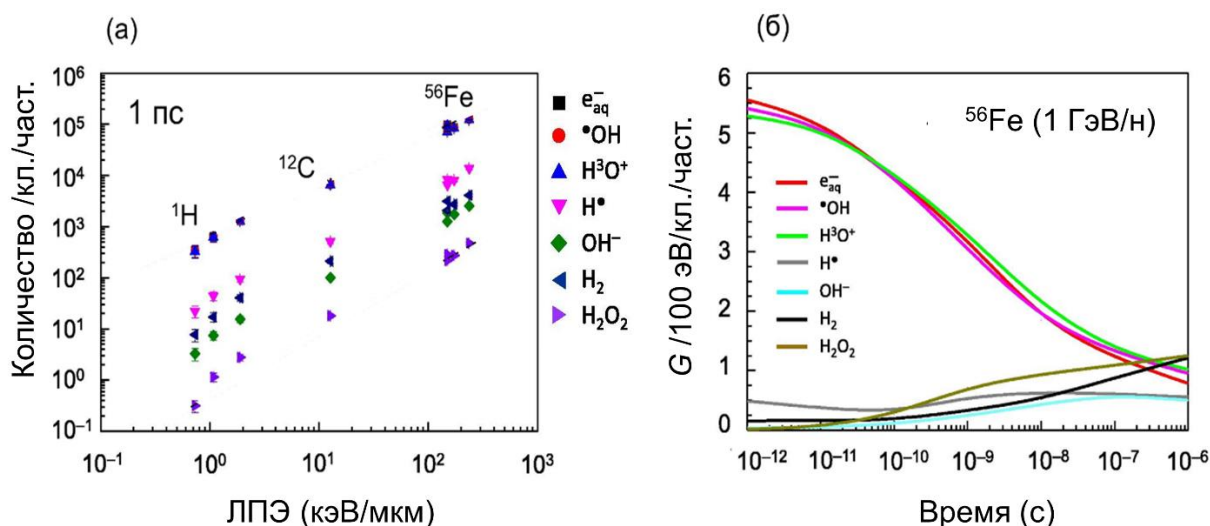 (а)
Количество /кл./част.
10⁶
10⁵
10⁴
10³
10²
10¹
10⁰
10⁻¹
1 пс
¹H
¹²C
⁵⁶Fe
e⁻aq
•OH
H³O⁺
H•
OH⁻
H₂
H₂O₂
10⁻¹ 10⁰ 10¹ 10² 10³
ЛПЭ (кэВ/мкм)
(б)
G /100 эВ/кл./част.
6
5
4
3
2
1
0
⁵⁶Fe (1 ГэВ/н)
e⁻aq
•OH
H³O⁺
H•
OH⁻
H₂
H₂O₂
10⁻¹² 10⁻¹¹ 10⁻¹⁰ 10⁻⁹ 10⁻⁸ 10⁻⁷ 10⁻⁶
Время (с)